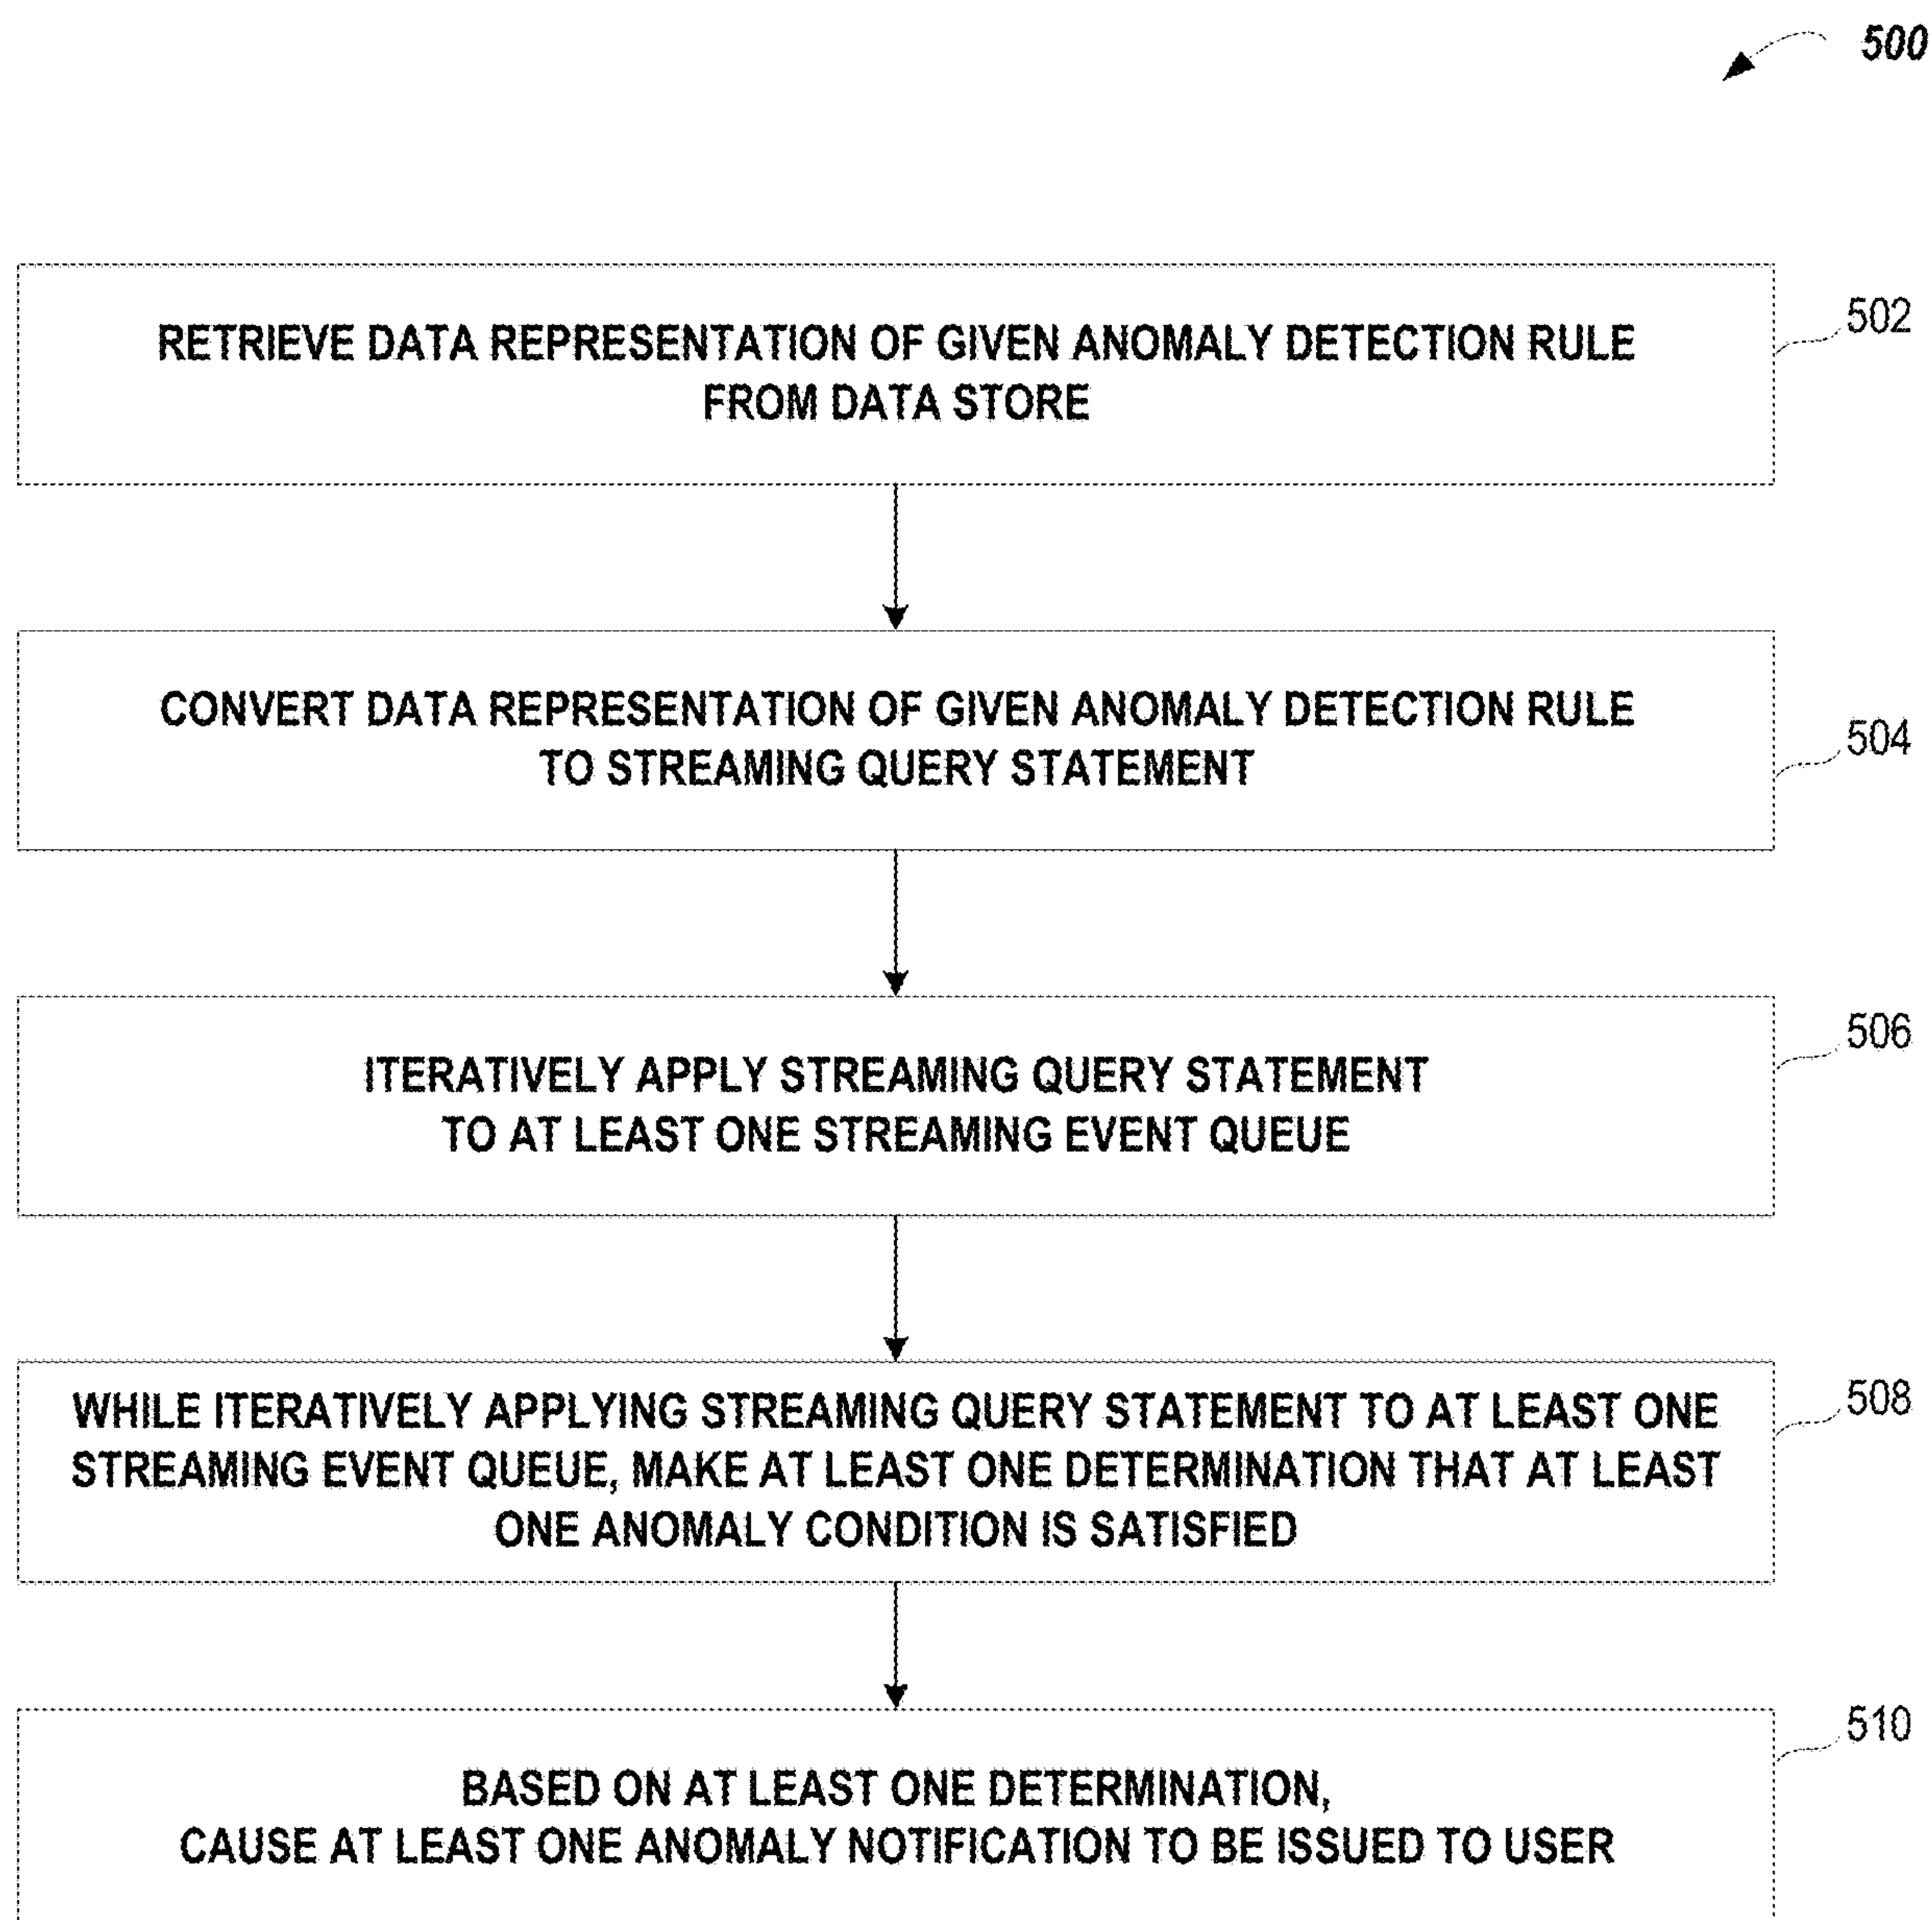 500
RETRIEVE DATA REPRESENTATION OF GIVEN ANOMALY DETECTION RULE
FROM DATA STORE
502
CONVERT DATA REPRESENTATION OF GIVEN ANOMALY DETECTION RULE
TO STREAMING QUERY STATEMENT
504
ITERATIVELY APPLY STREAMING QUERY STATEMENT
TO AT LEAST ONE STREAMING EVENT QUEUE
506
WHILE ITERATIVELY APPLYING STREAMING QUERY STATEMENT TO AT LEAST ONE
STREAMING EVENT QUEUE, MAKE AT LEAST ONE DETERMINATION THAT AT LEAST
ONE ANOMALY CONDITION IS SATISFIED
508
BASED ON AT LEAST ONE DETERMINATION,
CAUSE AT LEAST ONE ANOMALY NOTIFICATION TO BE ISSUED TO USER
510